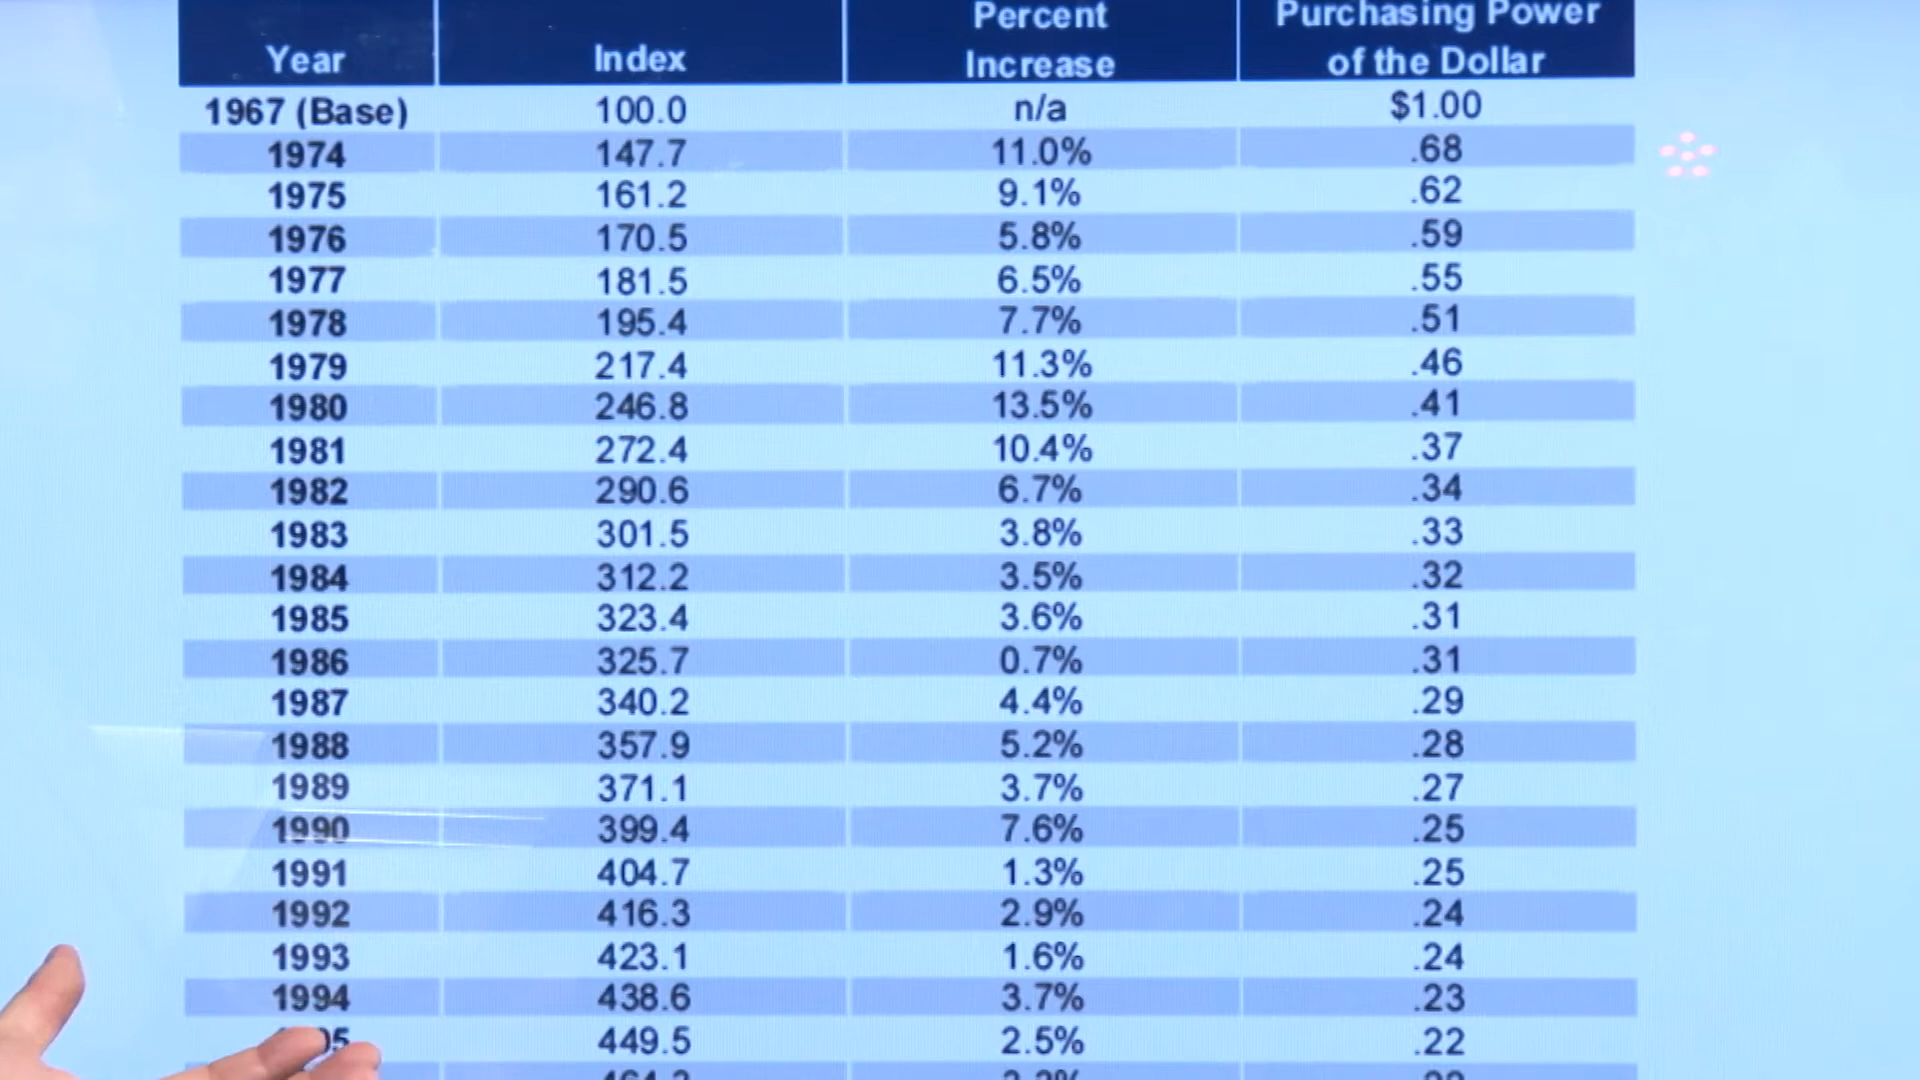 Year Index Percent Increase Purchasing Power of the Dollar
1967 (Base) 100.0 n/a $1.00
1974 147.7 11.0% .68
1975 161.2 9.1% .62
1976 170.5 5.8% .59
1977 181.5 6.5% .55
1978 195.4 7.7% .51
1979 217.4 11.3% .46
1980 246.8 13.5% .41
1981 272.4 10.4% .37
1982 290.6 6.7% .34
1983 301.5 3.8% .33
1984 312.2 3.5% .32
1985 323.4 3.6% .31
1986 325.7 0.7% .31
1987 340.2 4.4% .29
1988 357.9 5.2% .28
1989 371.1 3.7% .27
1990 399.4 7.6% .25
1991 404.7 1.3% .25
1992 416.3 2.9% .24
1993 423.1 1.6% .24
1994 438.6 3.7% .23
449.5 2.5% .22